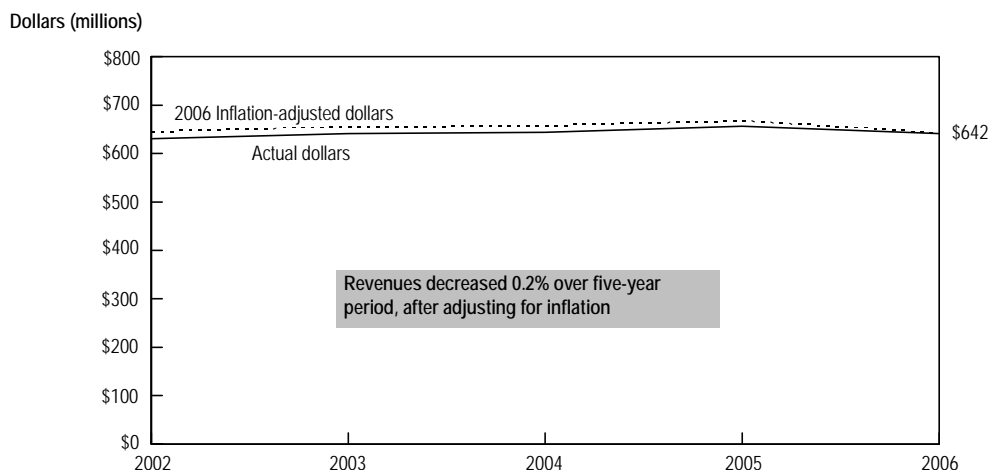 Dollars (millions)
$800
$700
2006 Inflation-adjusted dollars
$642
$600
Actual dollars
$500
$400
Revenues decreased 0.2% over five-year
period, after adjusting for inflation
$300
$200
$100
$0
2002 2003 2004 2005 2006